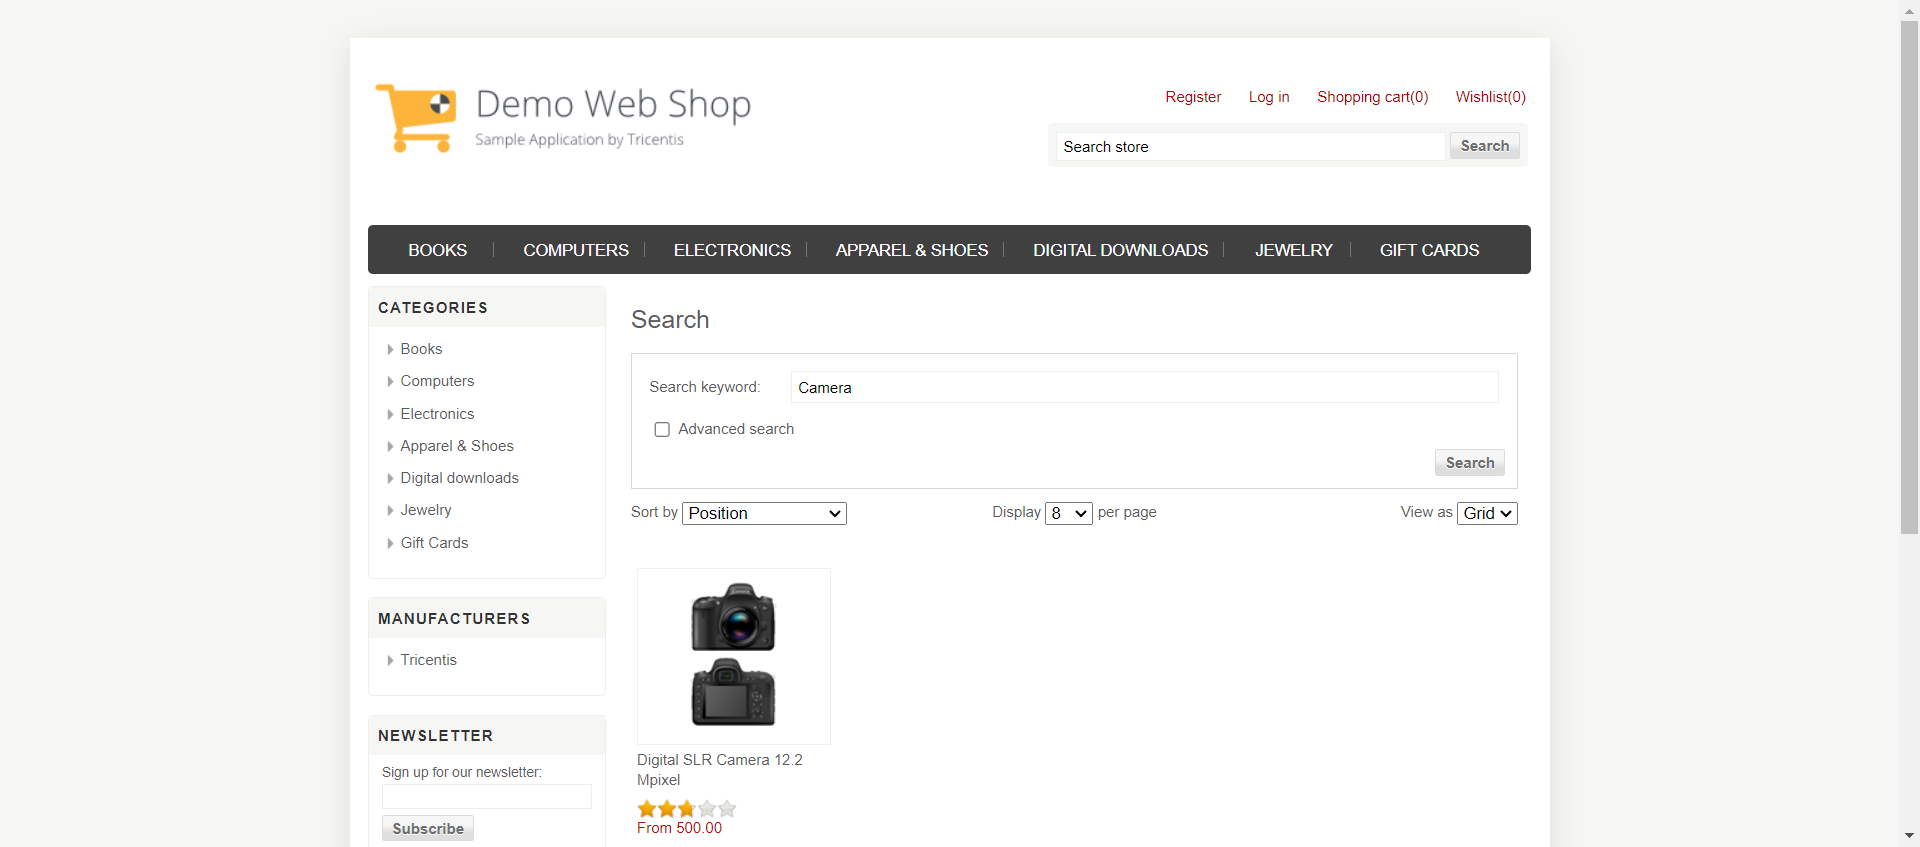 Demo Web Shop
Sample Application by Tricentis
Register Log in Shopping cart(0) Wishlist(0)
Search store Search
BOOKS COMPUTERS ELECTRONICS APPAREL & SHOES DIGITAL DOWNLOADS JEWELRY GIFT CARDS
CATEGORIES
Books
Computers
Electronics
Apparel & Shoes
Digital downloads
Jewelry
Gift Cards
MANUFACTURERS
Tricentis
NEWSLETTER
Sign up for our newsletter:
Subscribe
Search
Search keyword: Camera
Advanced search
Search
Sort by Position Display 8 per page View as Grid
Digital SLR Camera 12.2
Mpixel
From 500.00